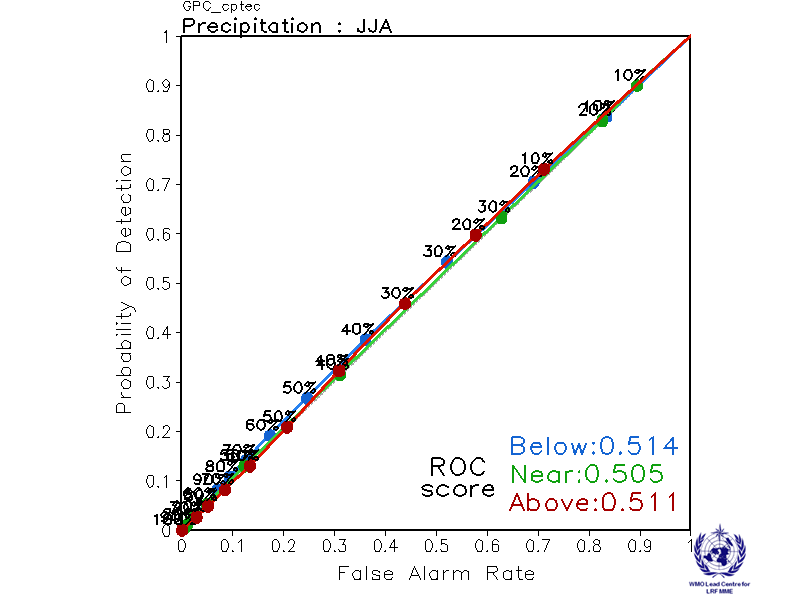 GPC_cptec
Precipitation : JJA
1
0.9
0.8
0.7
0.6
0.5
0.4
0.3
0.2
0.1
0
Probability of Detection
10%
10%
20%
10%
20%
30%
20%
30%
30%
40%
40%
50%
50%
60%
70%
80%
Below:0.514
Near:0.505
Above:0.511
ROC
score
0 0.1 0.2 0.3 0.4 0.5 0.6 0.7 0.8 0.9 1
False Alarm Rate
WMO Lead Centre for
LRF MME